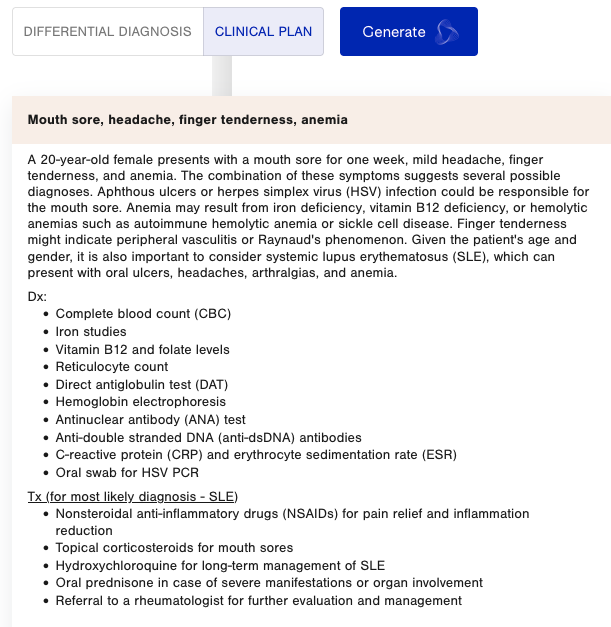 DIFFERENTIAL DIAGNOSIS
CLINICAL PLAN
Generate
Mouth sore, headache, finger tenderness, anemia
A 20-year-old female presents with a mouth sore for one week, mild headache, finger
tenderness, and anemia. The combination of these symptoms suggests several possible
diagnoses. Aphthous ulcers or herpes simplex virus (HSV) infection could be responsible for
the mouth sore. Anemia may result from iron deficiency, vitamin B12 deficiency, or hemolytic
anemias such as autoimmune hemolytic anemia or sickle cell disease. Finger tenderness
might indicate peripheral vasculitis or Raynaud's phenomenon. Given the patient's age and
gender, it is also important to consider systemic lupus erythematosus (SLE), which can
present with oral ulcers, headaches, arthralgias, and anemia.
Dx:
• Complete blood count (CBC)
• Iron studies
• Vitamin B12 and folate levels
• Reticulocyte count
• Direct antiglobulin test (DAT)
• Hemoglobin electrophoresis
• Antinuclear antibody (ANA) test
• Anti-double stranded DNA (anti-dsDNA) antibodies
• C-reactive protein (CRP) and erythrocyte sedimentation rate (ESR)
• Oral swab for HSV PCR
Tx (for most likely diagnosis - SLE)
• Nonsteroidal anti-inflammatory drugs (NSAIDs) for pain relief and inflammation
reduction
• Topical corticosteroids for mouth sores
• Hydroxychloroquine for long-term management of SLE
• Oral prednisone in case of severe manifestations or organ involvement
• Referral to a rheumatologist for further evaluation and management